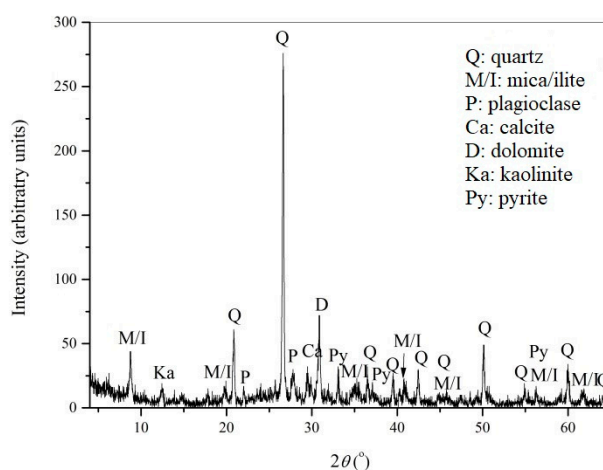 300
250
200
150
100
50
0
10
20
30
40
50
60
Intensity (arbitratry units)
2θ (°)
Q: quartz
M/I: mica/ilite
P: plagioclase
Ca: calcite
D: dolomite
Ka: kaolinite
Py: pyrite
M/I
Ka
M/I
Q
P
Q
P
Ca
D
Py
M/I
Q
Py
Q
M/I
Q
Q
M/I
Q
Q
Py
M/I
Q
M/I